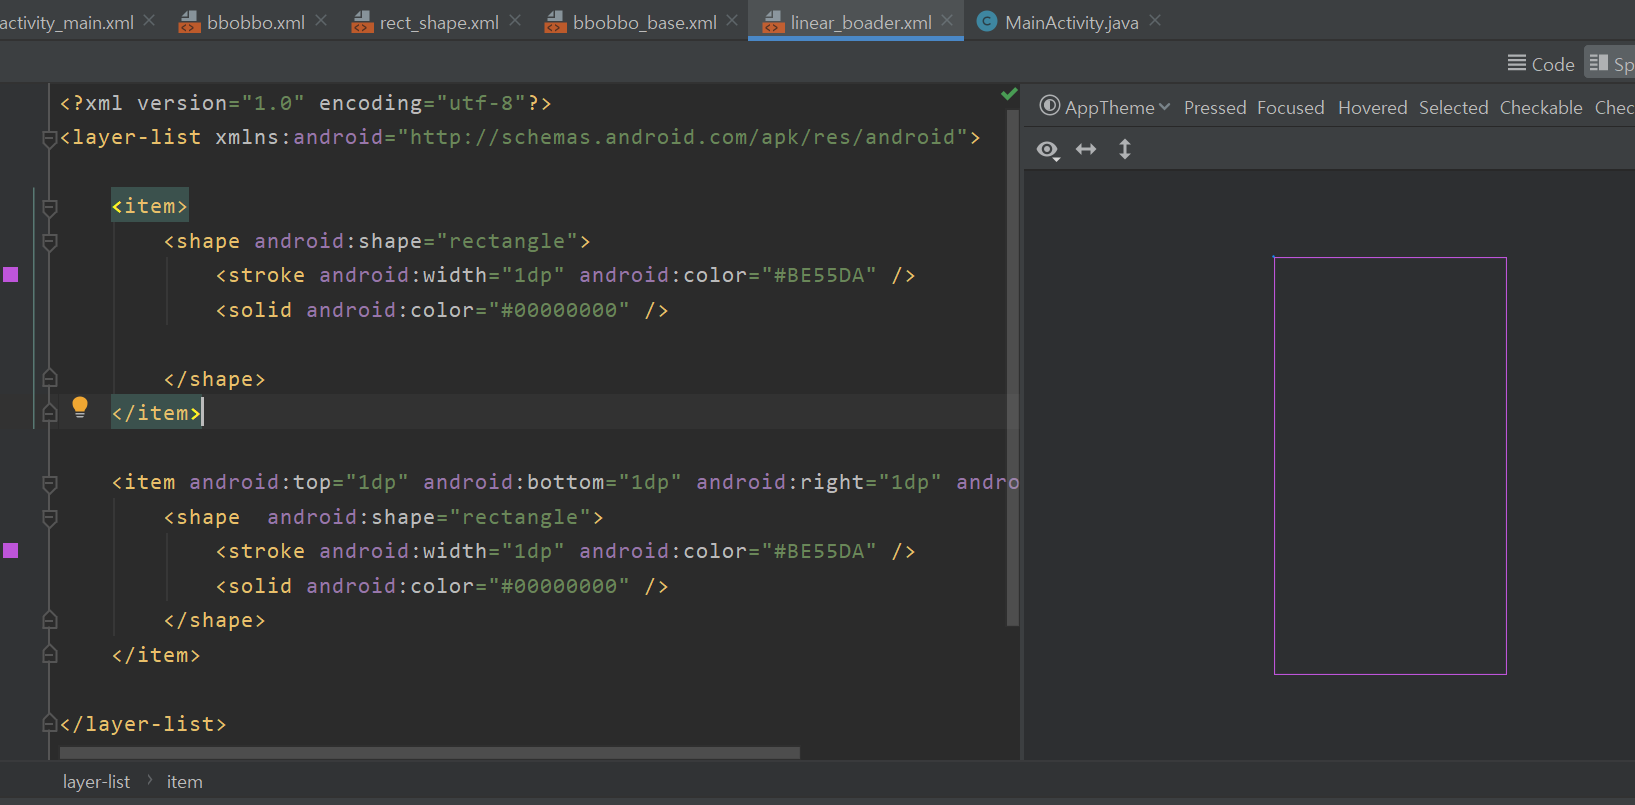 activity_main.xml bbobbo.xml rect_shape.xml bbobbo_base.xml linear_boader.xml MainActivity.java
Code Sp
<?xml version="1.0" encoding="utf-8"?>
<layer-list xmlns:android="http://schemas.android.com/apk/res/android">
<item>
<shape android:shape="rectangle">
<stroke android:width="1dp" android:color="#BE55DA" />
<solid android:color="#00000000" />
</shape>
</item>
<item android:top="1dp" android:bottom="1dp" android:right="1dp" andro
<shape  android:shape="rectangle">
<stroke android:width="1dp" android:color="#BE55DA" />
<solid android:color="#00000000" />
</shape>
</item>
</layer-list>
layer-list item
AppTheme Pressed Focused Hovered Selected Checkable Chec